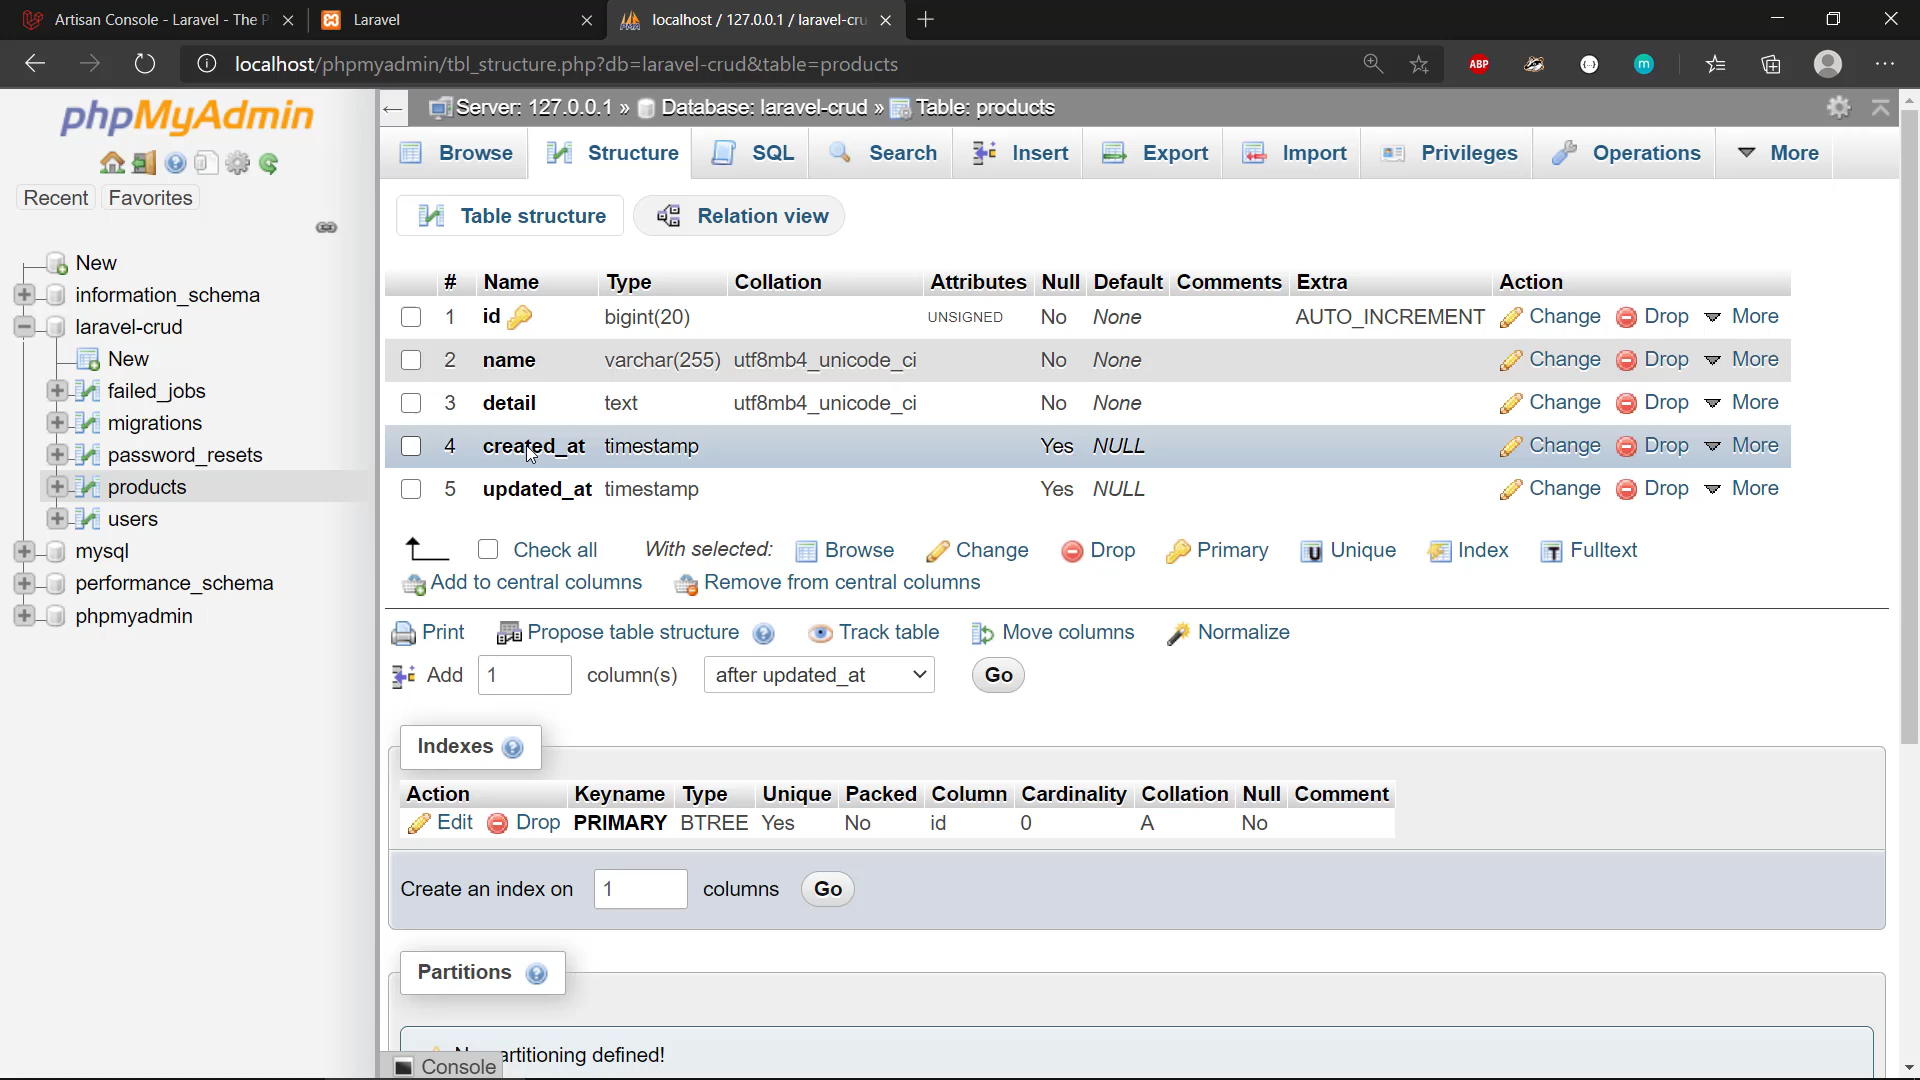 Artisan Console - Laravel - The P
Laravel
localhost / 127.0.0.1 / laravel-cru
localhost/phpmyadmin/tbl_structure.php?db=laravel-crud&table=products
ABP
m
phpMyAdmin
Recent
Favorites
New
information_schema
laravel-crud
New
failed_jobs
migrations
password_resets
products
users
mysql
performance_schema
phpmyadmin
Server: 127.0.0.1 » Database: laravel-crud » Table: products
Browse Structure SQL Search Insert Export Import Privileges Operations More
Table structure Relation view
# Name Type Collation Attributes Null Default Comments Extra Action
1 id bigint(20) UNSIGNED No None AUTO_INCREMENT Change Drop More
2 name varchar(255) utf8mb4_unicode_ci No None Change Drop More
3 detail text utf8mb4_unicode_ci No None Change Drop More
4 created_at timestamp Yes NULL Change Drop More
5 updated_at timestamp Yes NULL Change Drop More
Check all With selected: Browse Change Drop Primary Unique Index Fulltext
Add to central columns Remove from central columns
Print Propose table structure Track table Move columns Normalize
Add 1 column(s) after updated_at Go
Indexes
Action Keyname Type Unique Packed Column Cardinality Collation Null Comment
Edit Drop PRIMARY BTREE Yes No id 0 A No
Create an index on 1 columns Go
Partitions
partitioning defined!
Console